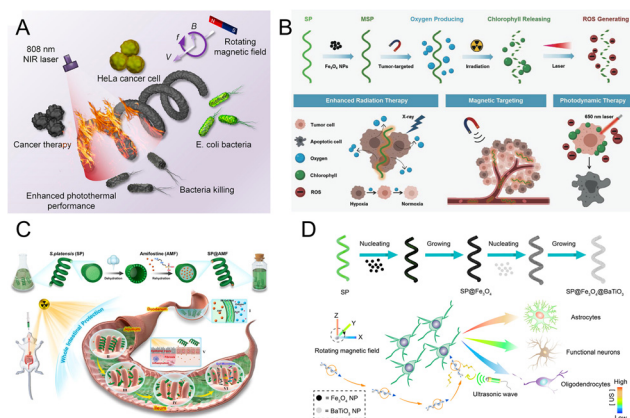 A
808 nm
NIR laser
HeLa cancer cell
f
B
V
Rotating
magnetic field
Cancer therapy
E. coli bacteria
Enhanced photothermal
performance
Bacteria killing
B
SP
MSP
Oxygen Producing
Chlorophyll Releasing
ROS Generating
Fe₃O₄ NPs
Tumor-targeted
Irradiation
Laser
Enhanced Radiation Therapy
Magnetic Targeting
Photodynamic Therapy
Tumor cell
Apoptotic cell
Oxygen
Chlorophyll
ROS
X-ray
Hypoxia
Normoxia
650 nm laser
C
S.platensis (SP)
Amifostine (AMF)
SP@AMF
Dehydration
Rehydration
Whole Intestinal Protection
D
Nucleating
Growing
Nucleating
Growing
SP
SP@Fe₃O₄
SP@Fe₃O₄@BaTiO₃
Z
Y
X
Rotating magnetic field
Astrocytes
Functional neurons
Oligodendrocytes
Ultrasonic wave
= Fe₃O₄ NP
= BaTiO₃ NP
High
[ US ]
Low